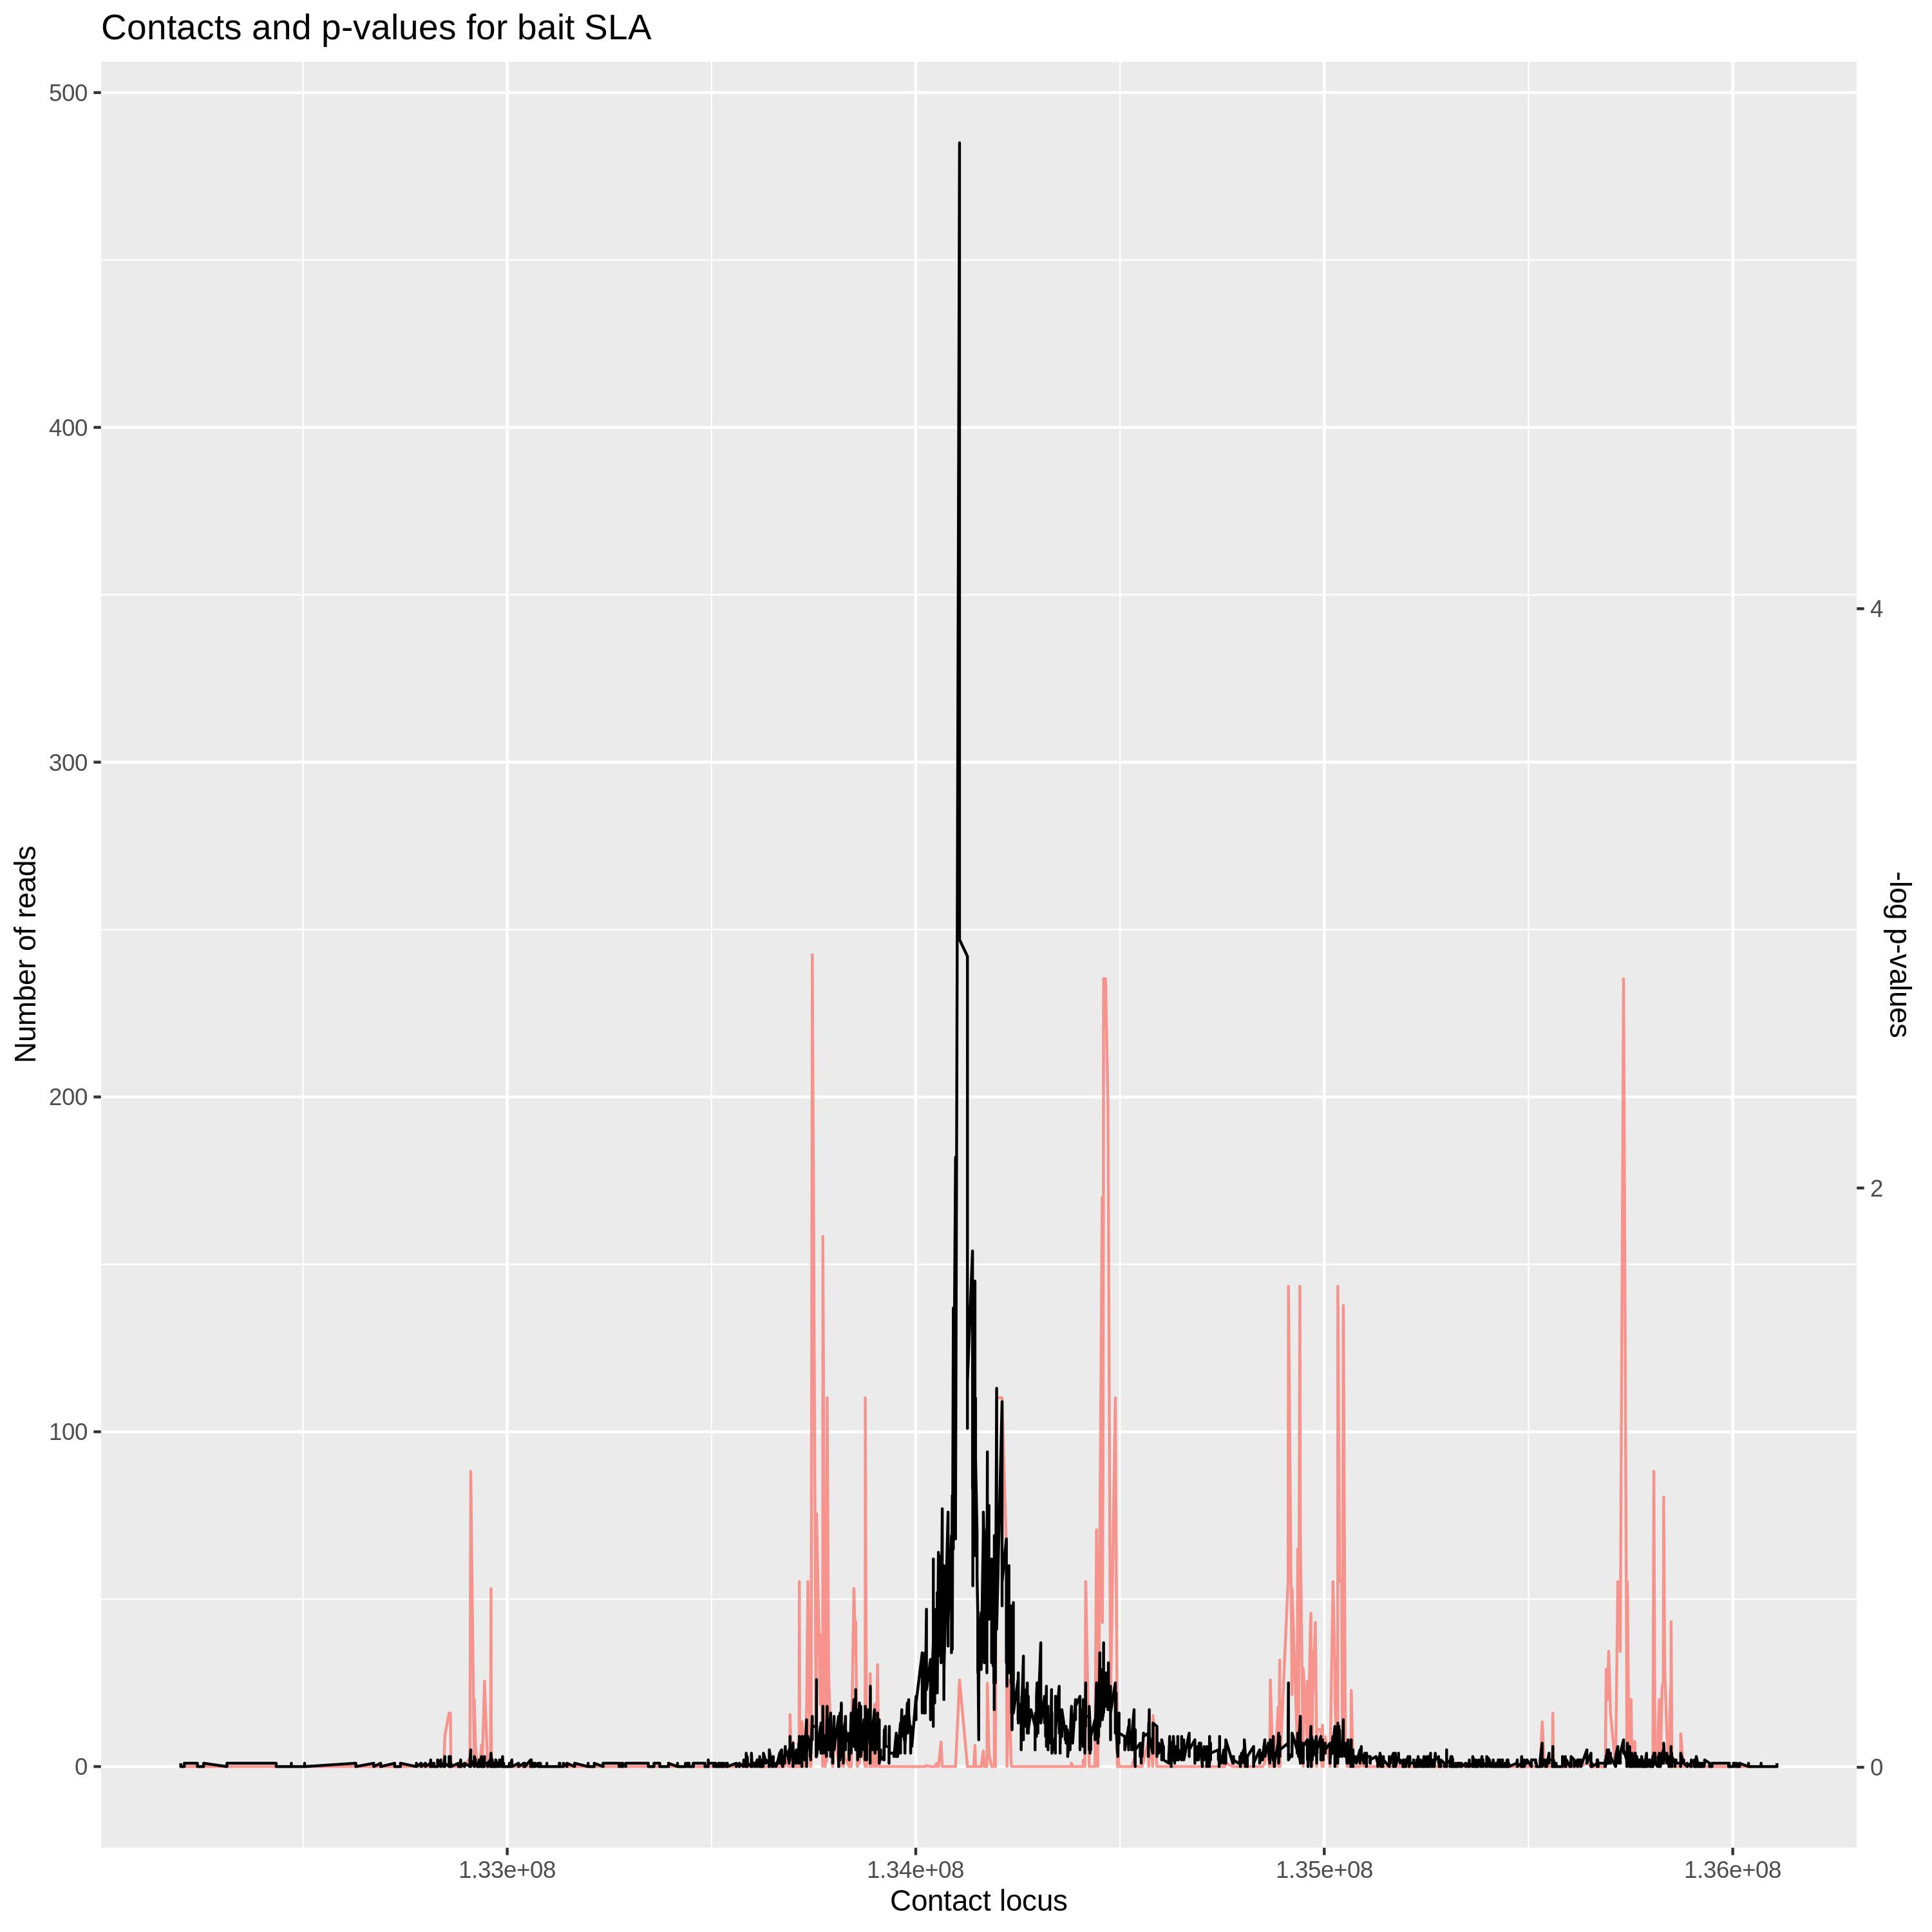 Contacts and p-values for bait SLA
500
400
300
200
100
0
Number of reads
4
2
0
-log p-values
1.33e+08
1.34e+08
1.35e+08
1.36e+08
Contact locus